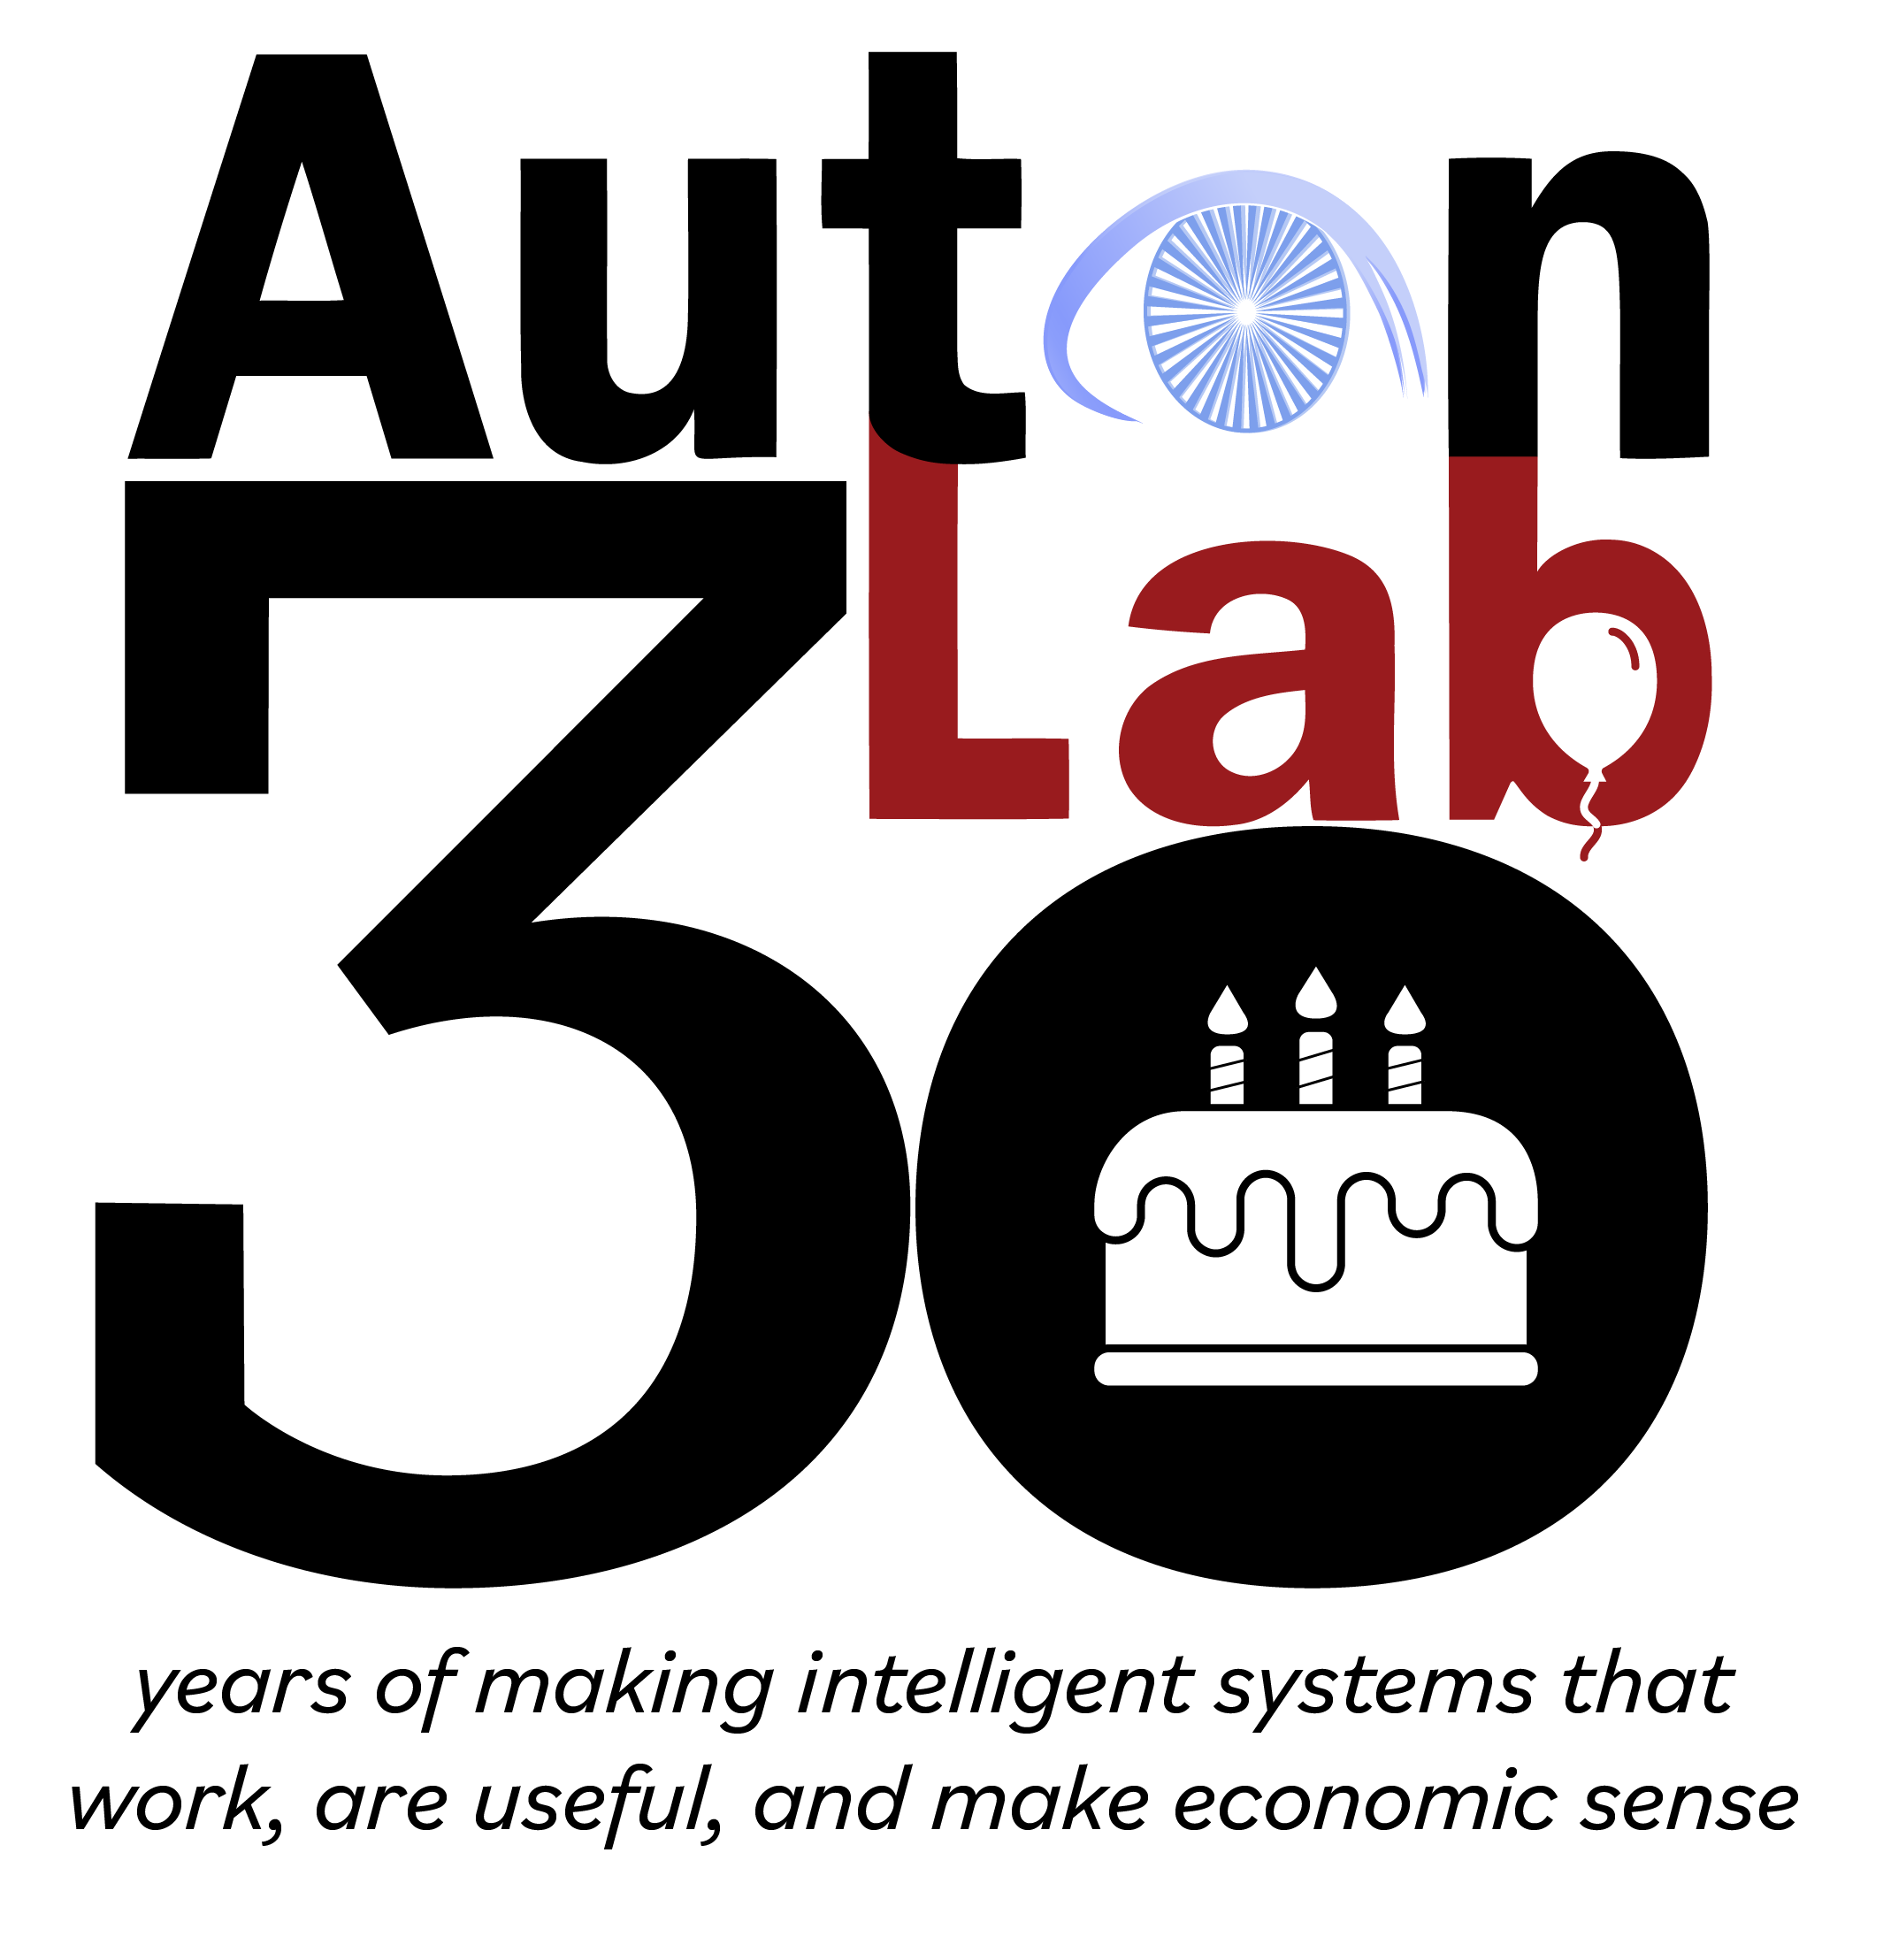 Auton
Lab
30
years of making intelligent systems that
work, are useful, and make economic sense